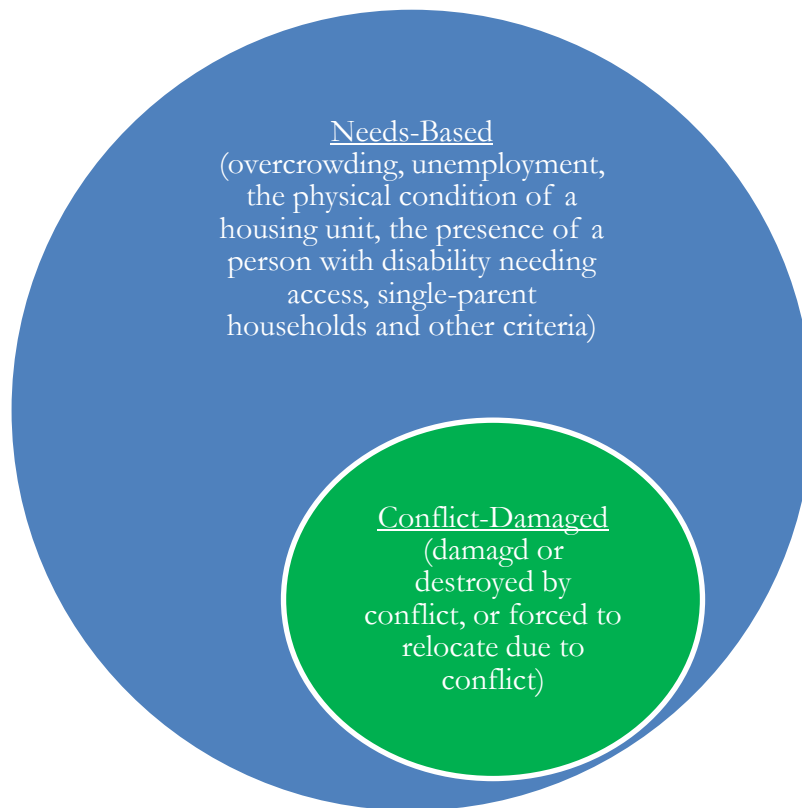 Needs-Based
(overcrowding, unemployment,
the physical condition of a
housing unit, the presence of a
person with disability needing
access, single-parent
households and other criteria)
Conflict-Damaged
(damagd or
destroyed by
conflict, or forced to
relocate due to
conflict)